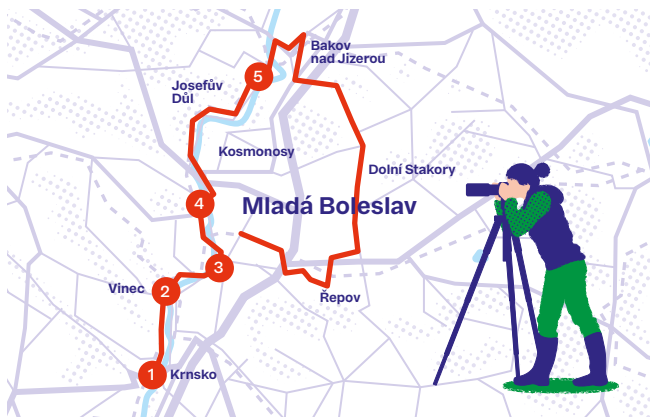 Bakov
nad Jizerou
5
Josefův
Důl
Kosmonosy
Dolní Stakory
4
Mladá Boleslav
3
Vinec
2
Řepov
1
Krnsko